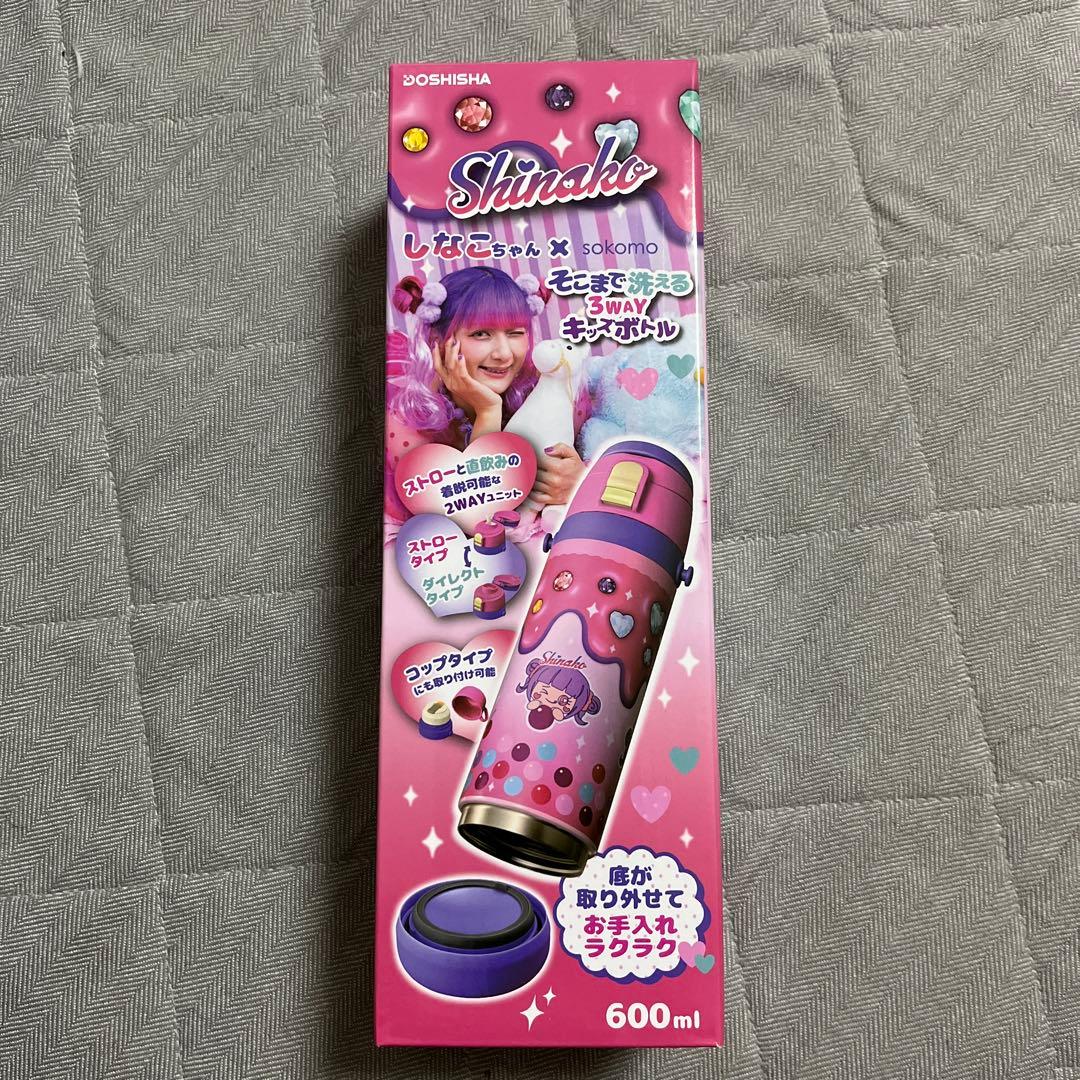 DOSHISHA
Shinako
しなこちゃん × sokomo
そこまで洗える
3WAY
キッズボトル
ストローと直飲みの
着脱可能な
2WAYユニット
ストロー
タイプ
ダイレクト
タイプ
コップタイプ
にも取り付け可能
Shinako
底が
取り外せて
お手入れ
ラクラク
600ml